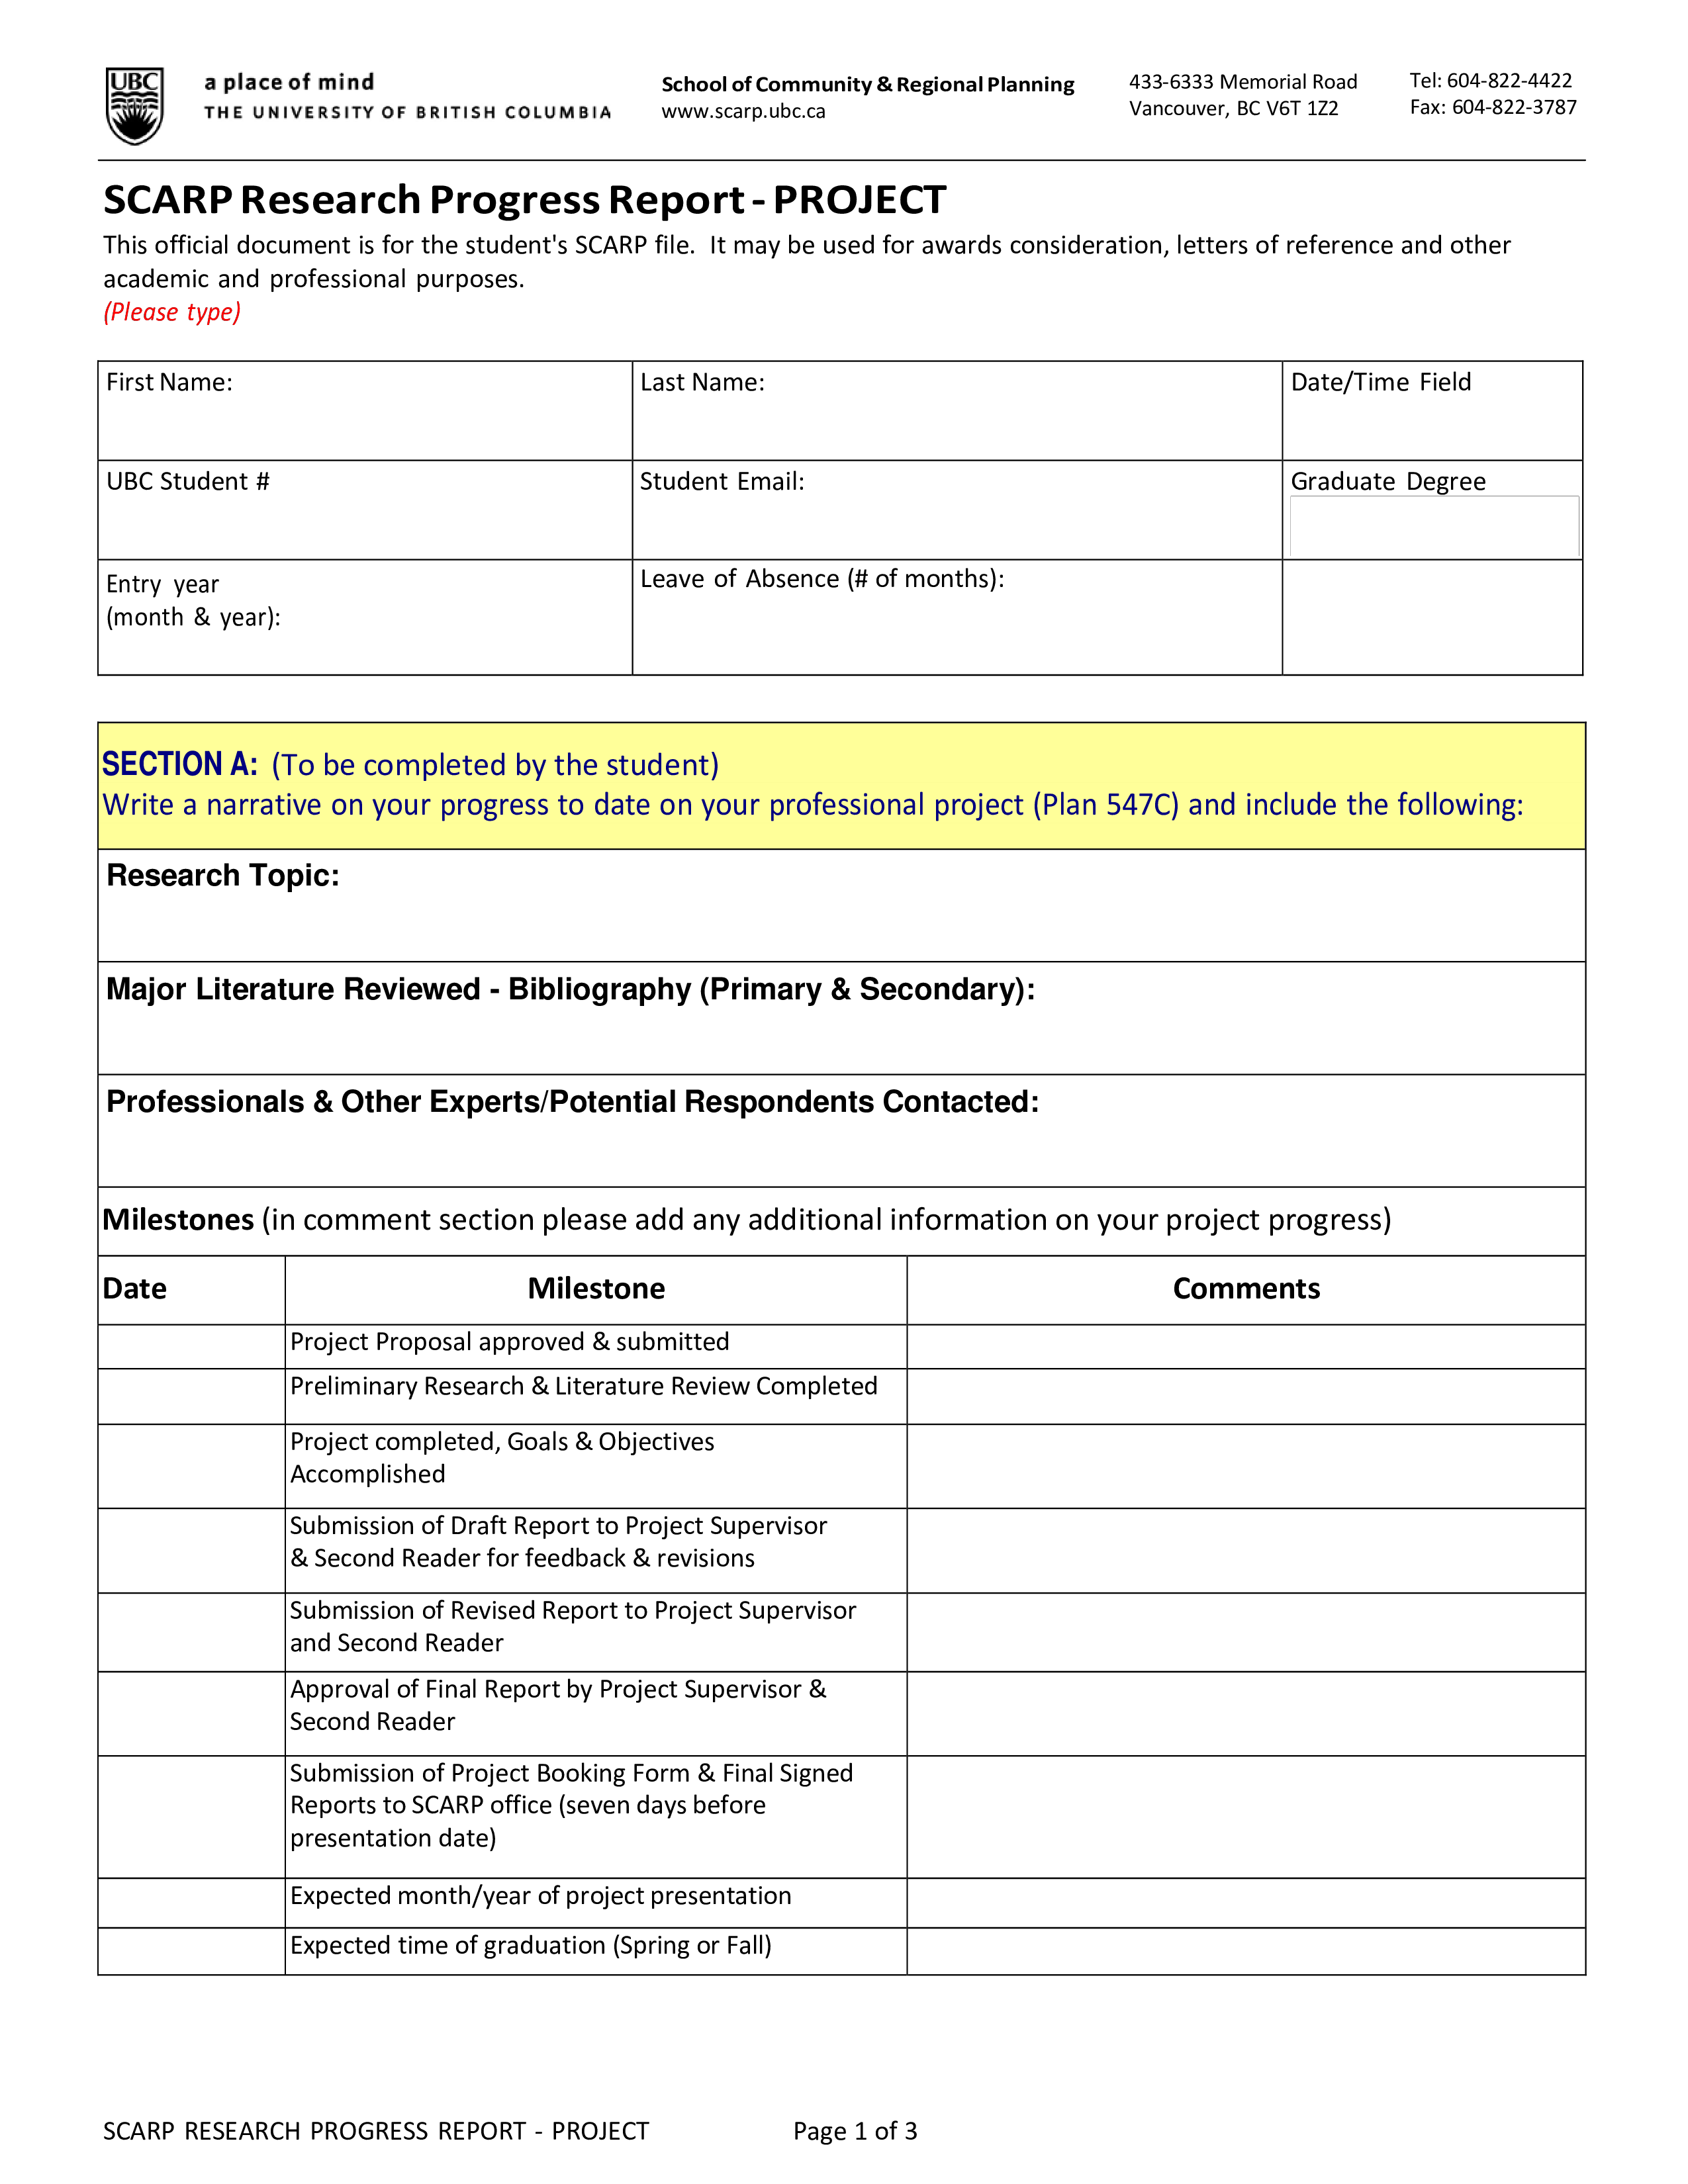 UBC
a place of mind
THE UNIVERSITY OF BRITISH COLUMBIA
School of Community & Regional Planning
www.scarp.ubc.ca
433-6333 Memorial Road
Vancouver, BC V6T 1Z2
Tel: 604-822-4422
Fax: 604-822-3787
SCARP Research Progress Report - PROJECT
This official document is for the student's SCARP file. It may be used for awards consideration, letters of reference and other
academic and professional purposes.
(Please type)
First Name:
Last Name:
Date/Time Field
UBC Student #
Student Email:
Graduate Degree
Entry year
(month & year):
Leave of Absence (# of months):
SECTION A: (To be completed by the student)
Write a narrative on your progress to date on your professional project (Plan 547C) and include the following:
Research Topic:
Major Literature Reviewed - Bibliography (Primary & Secondary):
Professionals & Other Experts/Potential Respondents Contacted:
Milestones (in comment section please add any additional information on your project progress)
Date
Milestone
Comments
Project Proposal approved & submitted
Preliminary Research & Literature Review Completed
Project completed, Goals & Objectives
Accomplished
Submission of Draft Report to Project Supervisor
& Second Reader for feedback & revisions
Submission of Revised Report to Project Supervisor
and Second Reader
Approval of Final Report by Project Supervisor &
Second Reader
Submission of Project Booking Form & Final Signed
Reports to SCARP office (seven days before
presentation date)
Expected month/year of project presentation
Expected time of graduation (Spring or Fall)
SCARP RESEARCH PROGRESS REPORT - PROJECT
Page 1 of 3